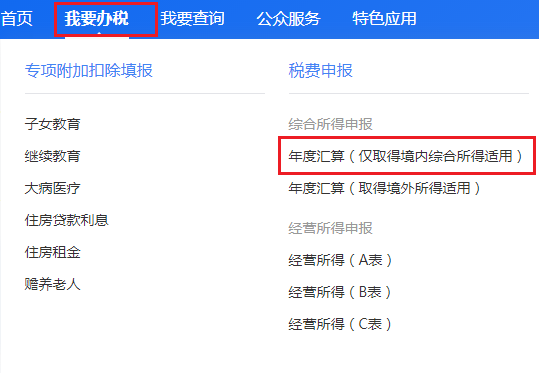 首页 我要办税 我要查询 公众服务 特色应用
专项附加扣除填报
子女教育
继续教育
大病医疗
住房贷款利息
住房租金
赡养老人
税费申报
综合所得申报
年度汇算（仅取得境内综合所得适用）
年度汇算（取得境外所得适用）
经营所得申报
经营所得（A表）
经营所得（B表）
经营所得（C表）